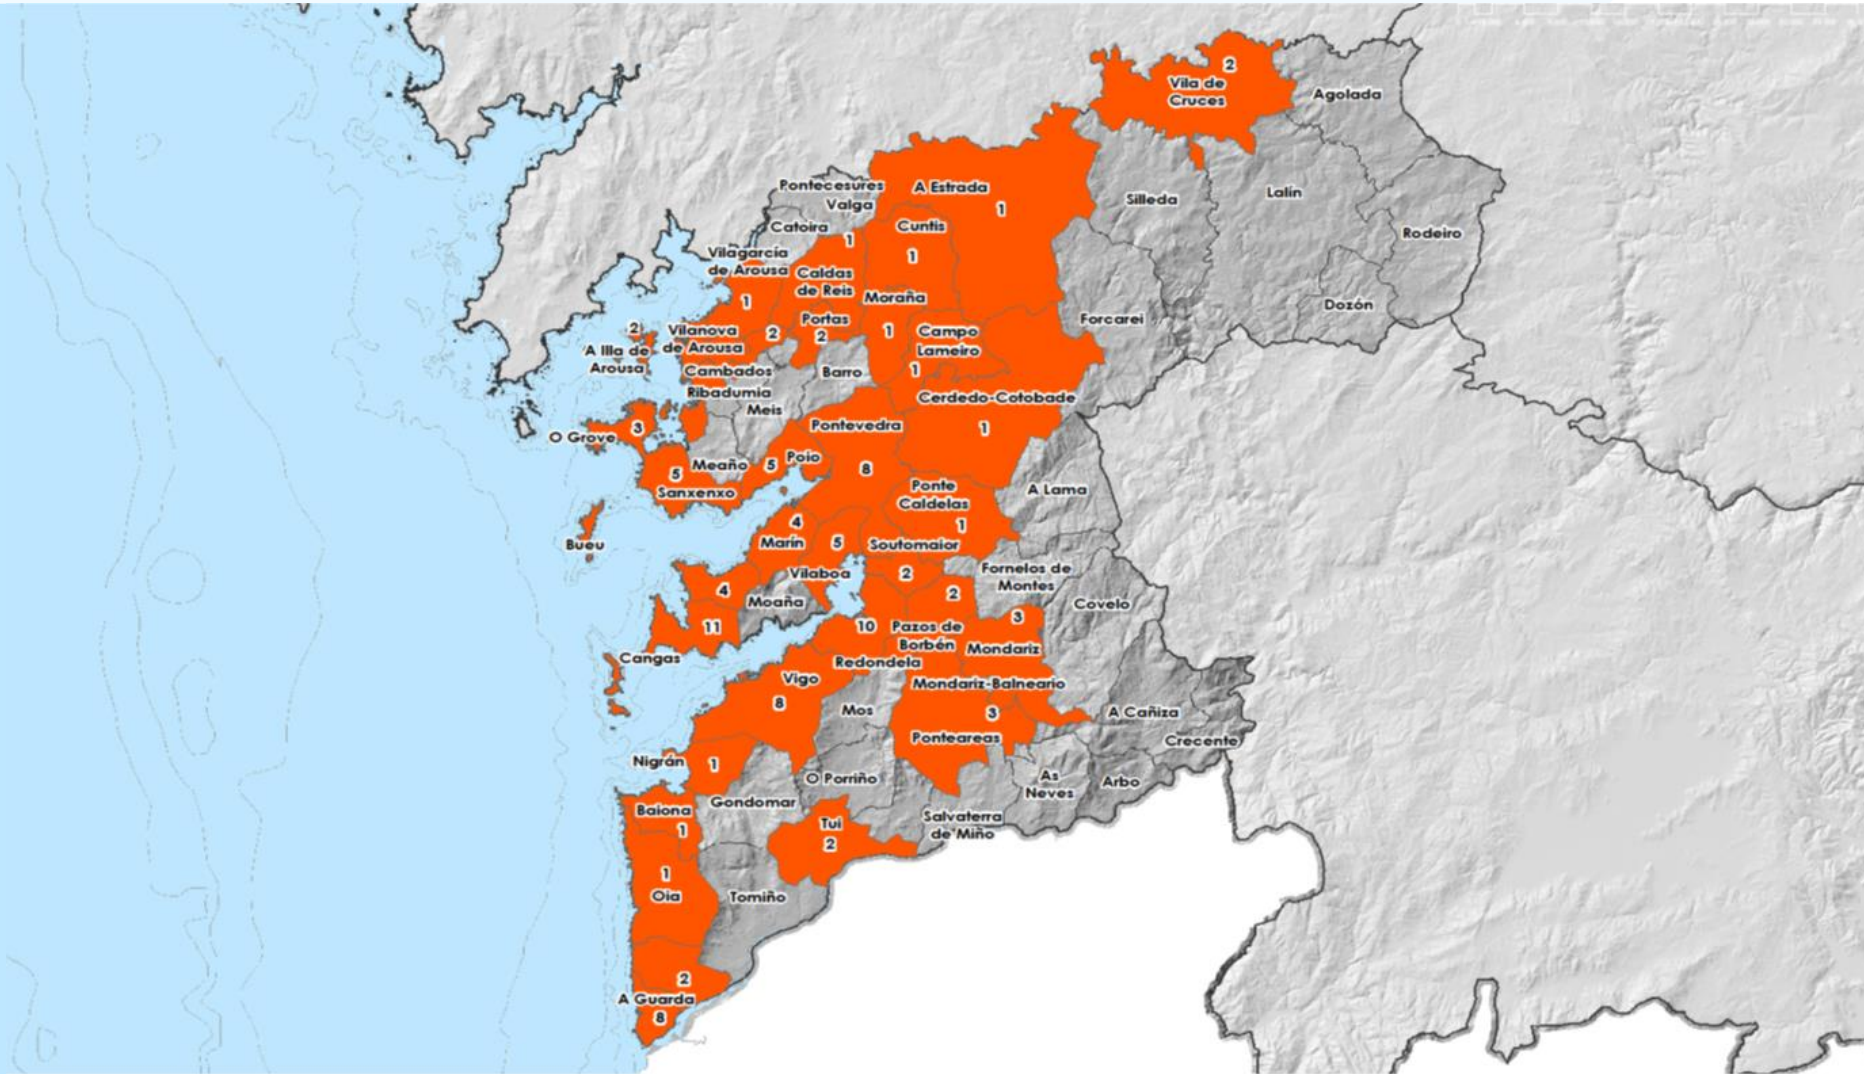 2
Vila de
Cruces
Agolada
Pontecesures
A Estrada
Valga
1
Silleda
Lalín
Catoira
Cuntis
1
1
Rodeiro
Vilagarcía
de Arousa
Caldas
de Reis
1
Moraña
Dozón
Portas
Forcarei
2
Vilanova
de Arousa
2
2
1
Campo
Lameiro
A Illa de
Arousa
Cambados
Barro
1
Ribadumia
Meis
Cerdedo-Cotobade
Pontevedra
1
O Grove
3
Meaño
5
Poio
8
5
Sanxenxo
Ponte
Caldelas
A Lama
4
1
Bueu
Marín
5
Soutomaior
Vilaboa
2
Fornelos de
Montes
4
Moaña
2
Covelo
11
10
Pazos de
Borbén
3
Mondariz
Cangas
Redondela
Vigo
Mondariz-Balneario
8
Mos
3
A Cañiza
Ponteareas
Crecente
Nigrán
1
O Porriño
As
Neves
Arbo
Baiona
Gondomar
1
Tui
2
Salvaterra
de Miño
1
Oia
Tomiño
2
A Guarda
8